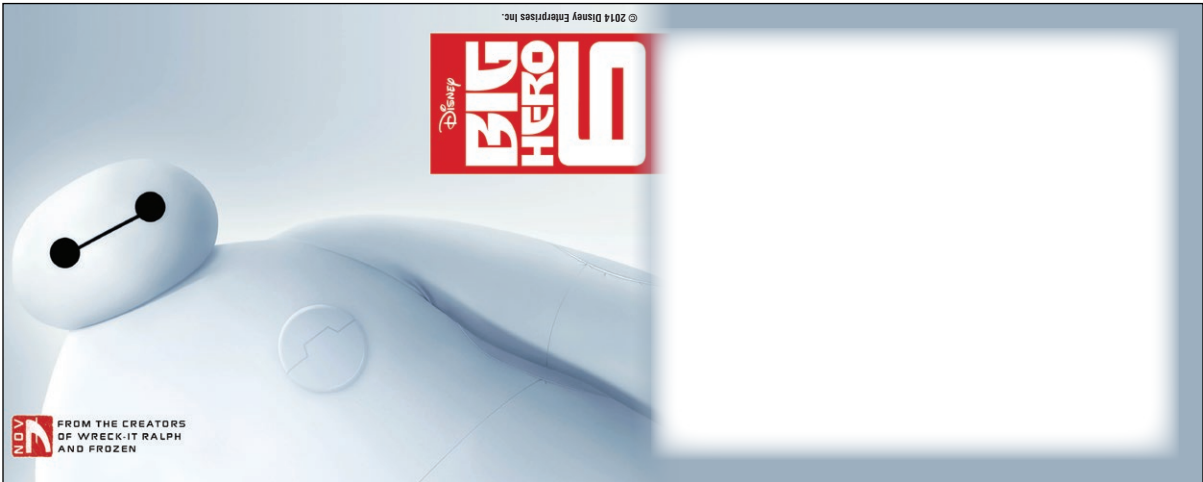 © 2014 Disney Enterprises Inc.
Disney
BIG
HERO
6
NOV
7
FROM THE CREATORS
OF WRECK-IT RALPH
AND FROZEN